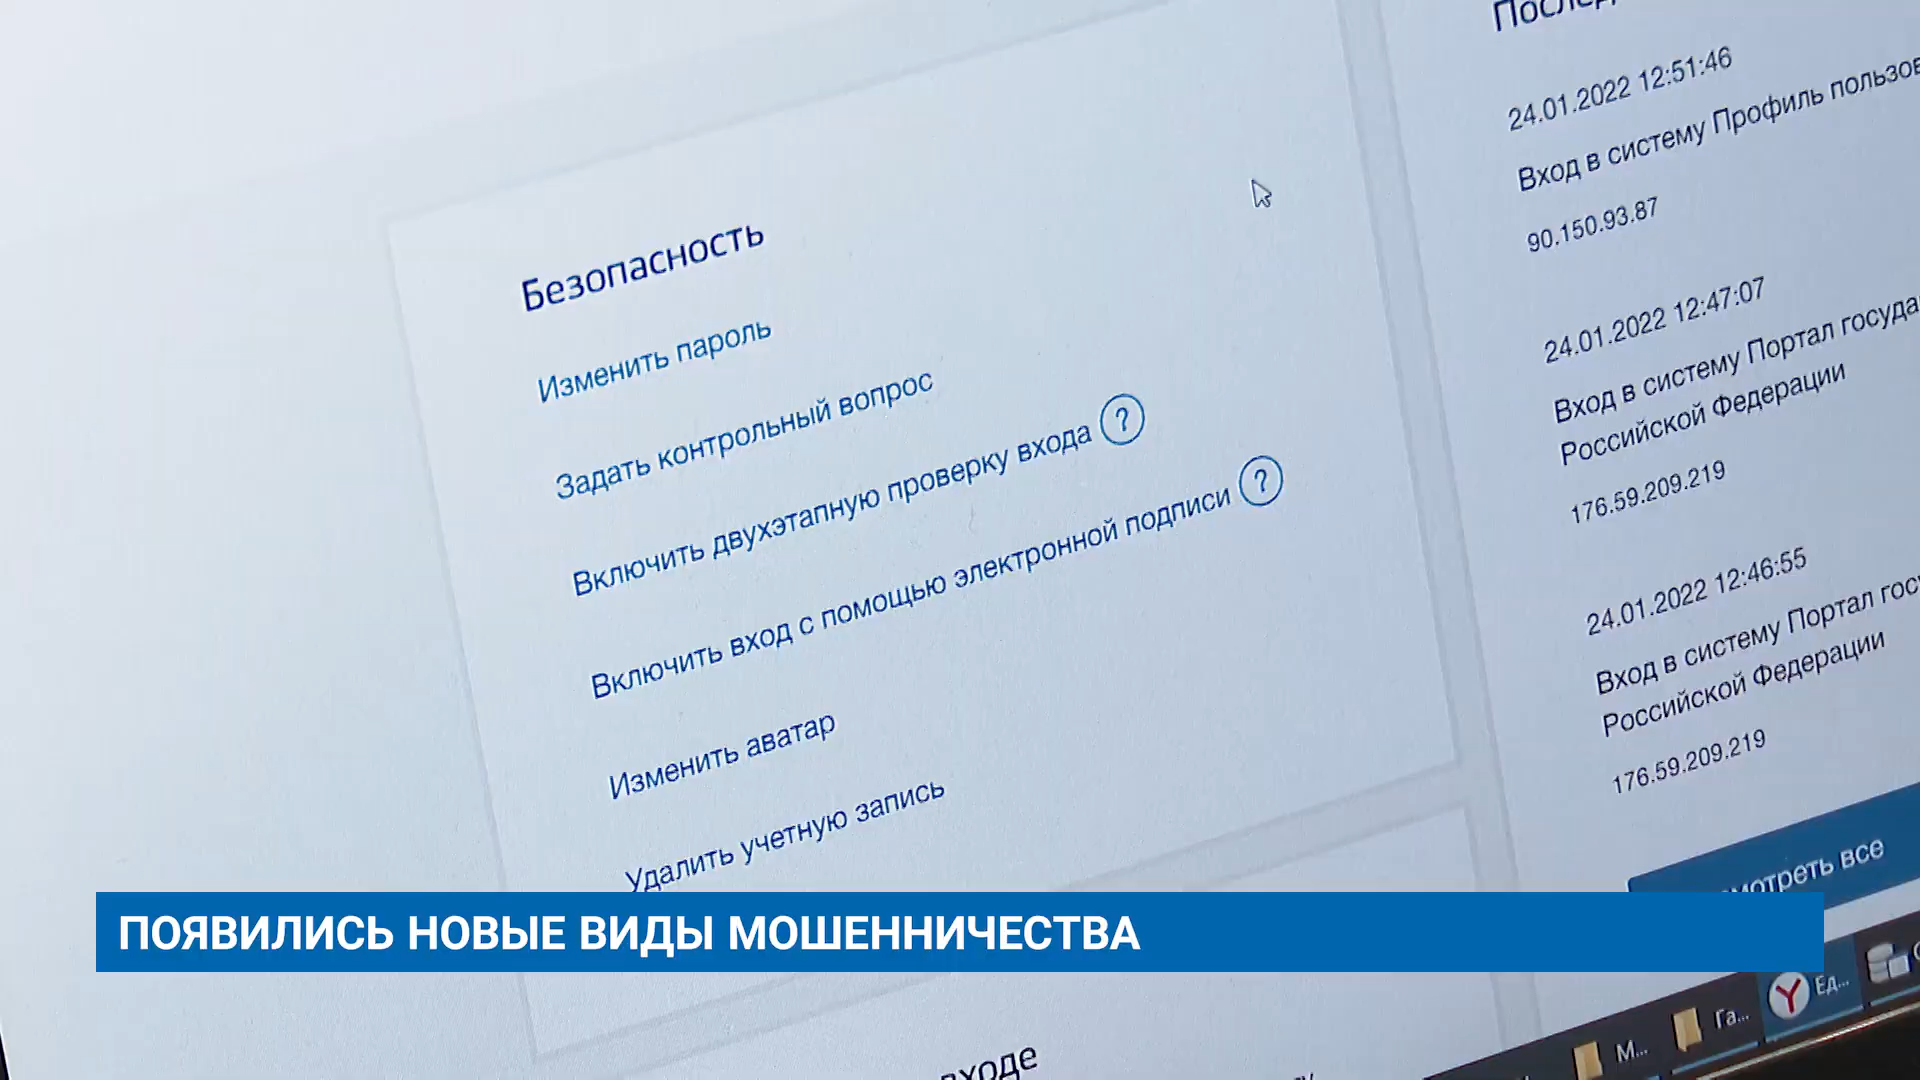 Безопасность
Изменить пароль
Задать контрольный вопрос
Включить двухэтапную проверку входа ?
Включить вход с помощью электронной подписи ?
Изменить аватар
Удалить учетную запись
24.01.2022 12:51:46
Вход в систему Профиль
90.150.93.87
24.01.2022 12:47:07
Вход в систему Портал
Российской Федерации
176.59.209.219
24.01.2022 12:46:55
Вход в систему Портал
Российской Федерации
176.59.209.219
все
ПОЯВИЛИСЬ НОВЫЕ ВИДЫ МОШЕННИЧЕСТВА
М...
Га...
Ед...